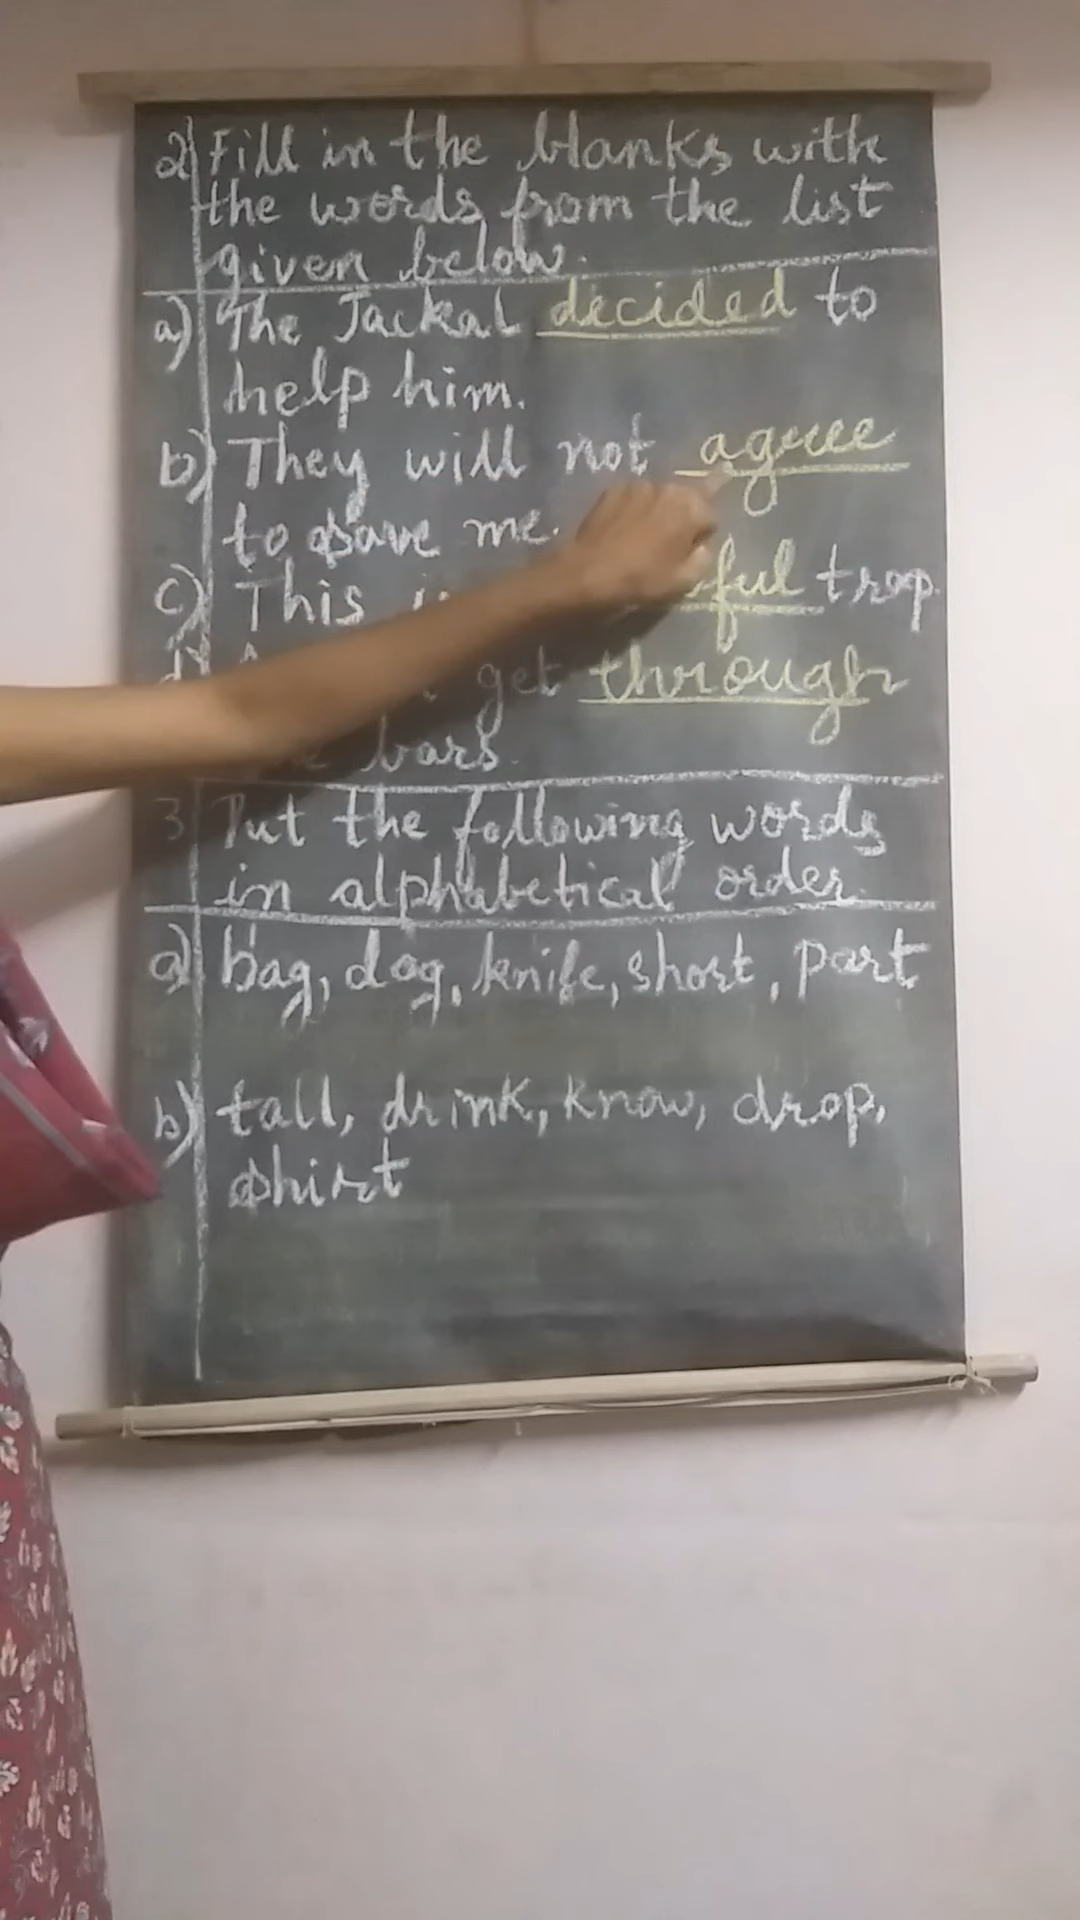 2) Fill in the blanks with
the words from the list
given below.
a) The Jackal decided to
help him.
b) They will not agree
to save me.
c) This ful trap.
d) get through
bars.
3 Put the following words
in alphabetical order.
a) bag, dog, knife, short, part
b) tall, drink, know, drop,
shirt